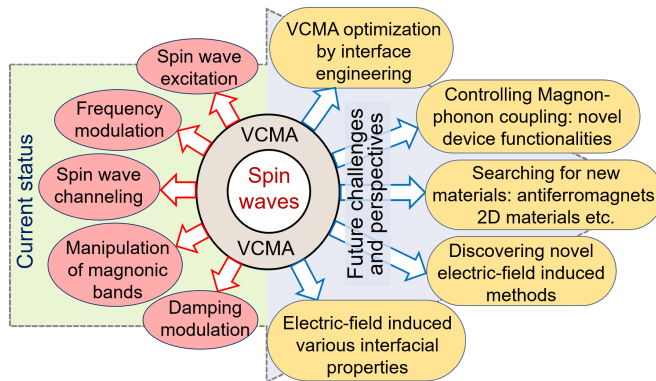 Current status
Spin wave
excitation
Frequency
modulation
Spin wave
channeling
Manipulation
of magnonic
bands
Damping
modulation
VCMA
Spin
waves
VCMA
Future challenges
and perspectives
VCMA optimization
by interface
engineering
Controlling Magnon-
phonon coupling: novel
device functionalities
Searching for new
materials: antiferromagnets
2D materials etc.
Discovering novel
electric-field induced
methods
Electric-field induced
various interfacial
properties